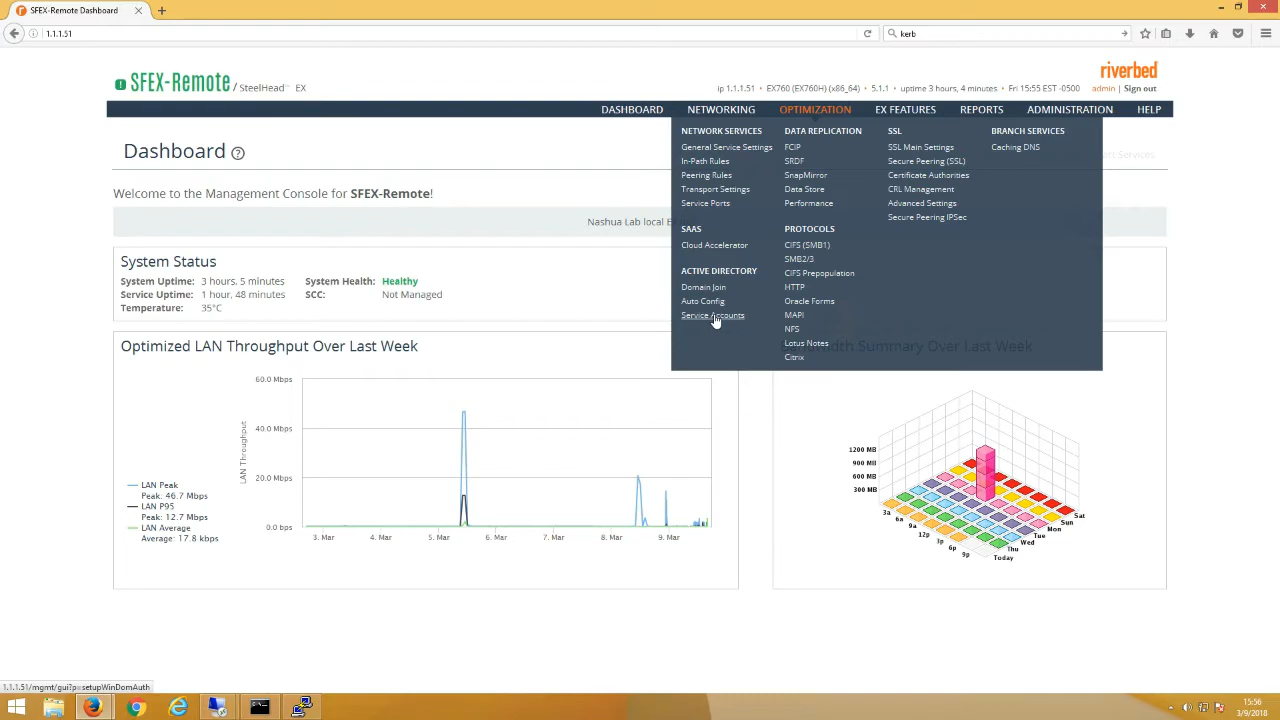 SFEX-Remote Dashboard
1.1.1.51
kerb
SFEX-Remote / SteelHead™ EX
riverbed
ip 1.1.1.51 • EX760 (EX760H) (x86_64) • 5.1.1 • uptime 3 hours, 4 minutes • Fri 15:55 EST -0500
admin | Sign out
DASHBOARD NETWORKING OPTIMIZATION EX FEATURES REPORTS ADMINISTRATION HELP
NETWORK SERVICES
General Service Settings
In-Path Rules
Peering Rules
Transport Settings
Service Ports
SAAS
Cloud Accelerator
ACTIVE DIRECTORY
Domain Join
Auto Config
Service Accounts
DATA REPLICATION
FCIP
SRDF
SnapMirror
Data Store
Performance
PROTOCOLS
CIFS (SMB1)
SMB2/3
CIFS Prepopulation
HTTP
Oracle Forms
MAPI
NFS
Lotus Notes
Citrix
SSL
SSL Main Settings
Secure Peering (SSL)
Certificate Authorities
CRL Management
Advanced Settings
Secure Peering IPSec
BRANCH SERVICES
Caching DNS
Services
Dashboard
Welcome to the Management Console for SFEX-Remote!
Nashua Lab local E
System Status
System Uptime: 3 hours, 5 minutes System Health: Healthy
Service Uptime: 1 hour, 48 minutes SCC: Not Managed
Temperature: 35°C
Optimized LAN Throughput Over Last Week
60.0 Mbps
40.0 Mbps
20.0 Mbps
0.0 bps
LAN Throughput
3. Mar 4. Mar 5. Mar 6. Mar 7. Mar 8. Mar 9. Mar
LAN Peak
Peak: 46.7 Mbps
LAN P95
Peak: 12.7 Mbps
LAN Average
Average: 17.8 kbps
Bandwidth Summary Over Last Week
1200 MB
900 MB
600 MB
300 MB
3a
6a
9a
12p
3p
6p
9p
Sat
Sun
Mon
Tue
Wed
Thu
Today
1.1.1.51/mgmt/gui?p=setupWinDomAuth
15:56
3/9/2018